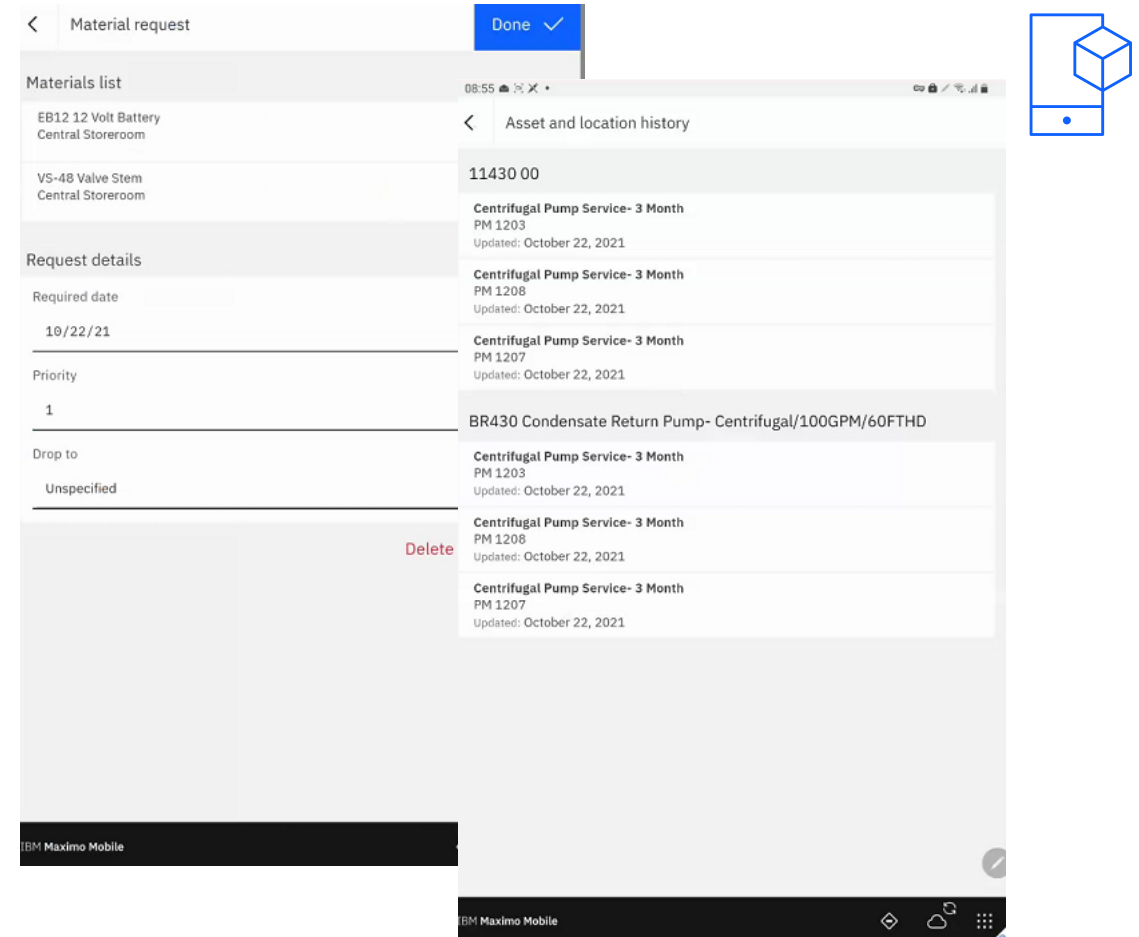 Material request
Done
Materials list
EB12 12 Volt Battery
Central Storeroom
VS-48 Valve Stem
Central Storeroom
Request details
Required date
10/22/21
Priority
1
Drop to
Unspecified
Delete
IBM Maximo Mobile
08:55
Asset and location history
11430 00
Centrifugal Pump Service- 3 Month
PM 1203
Updated: October 22, 2021
Centrifugal Pump Service- 3 Month
PM 1208
Updated: October 22, 2021
Centrifugal Pump Service- 3 Month
PM 1207
Updated: October 22, 2021
BR430 Condensate Return Pump- Centrifugal/100GPM/60FTHD
Centrifugal Pump Service- 3 Month
PM 1203
Updated: October 22, 2021
Centrifugal Pump Service- 3 Month
PM 1208
Updated: October 22, 2021
Centrifugal Pump Service- 3 Month
PM 1207
Updated: October 22, 2021
IBM Maximo Mobile